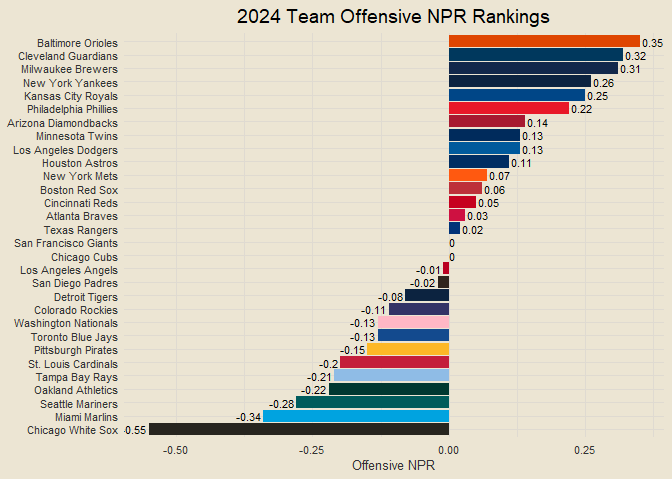 2024 Team Offensive NPR Rankings
Baltimore Orioles 0.35
Cleveland Guardians 0.32
Milwaukee Brewers 0.31
New York Yankees 0.26
Kansas City Royals 0.25
Philadelphia Phillies 0.22
Arizona Diamondbacks 0.14
Minnesota Twins 0.13
Los Angeles Dodgers 0.13
Houston Astros 0.11
New York Mets 0.07
Boston Red Sox 0.06
Cincinnati Reds 0.05
Atlanta Braves 0.03
Texas Rangers 0.02
San Francisco Giants 0
Chicago Cubs 0
Los Angeles Angels -0.01
San Diego Padres -0.02
Detroit Tigers -0.08
Colorado Rockies -0.11
Washington Nationals -0.13
Toronto Blue Jays -0.13
Pittsburgh Pirates -0.15
St. Louis Cardinals -0.2
Tampa Bay Rays -0.21
Oakland Athletics -0.22
Seattle Mariners -0.28
Miami Marlins -0.34
Chicago White Sox -0.55
-0.50 -0.25 0.00 0.25
Offensive NPR